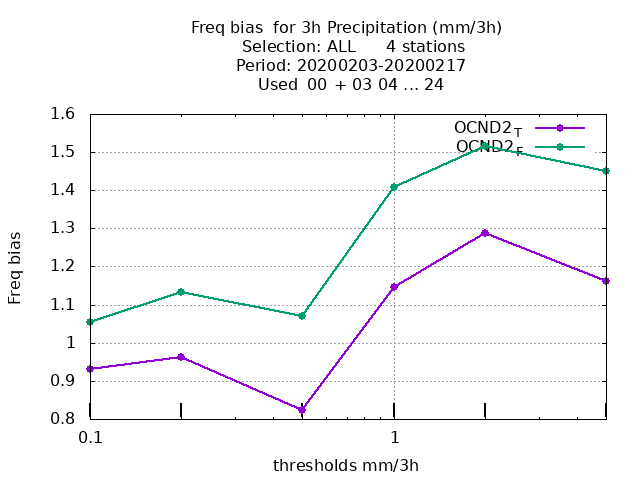 Freq bias  for 3h Precipitation (mm/3h)
Selection: ALL      4 stations
Period: 20200203-20200217
Used  00  + 03 04 ... 24
1.6
1.5
1.4
1.3
1.2
1.1
1
0.9
0.8
Freq bias
OCND2T
OCND2F
0.1
1
thresholds mm/3h